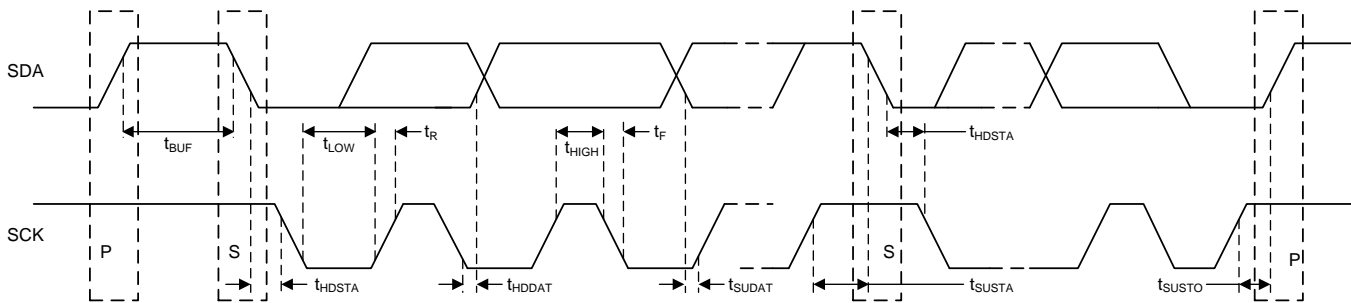 SDA
tBUF
tLOW
tR
tHIGH
tF
tHDSTA
SCK
P
S
S
P
tHDSTA
tHDDAT
tSUDAT
tSUSTA
tSUSTO